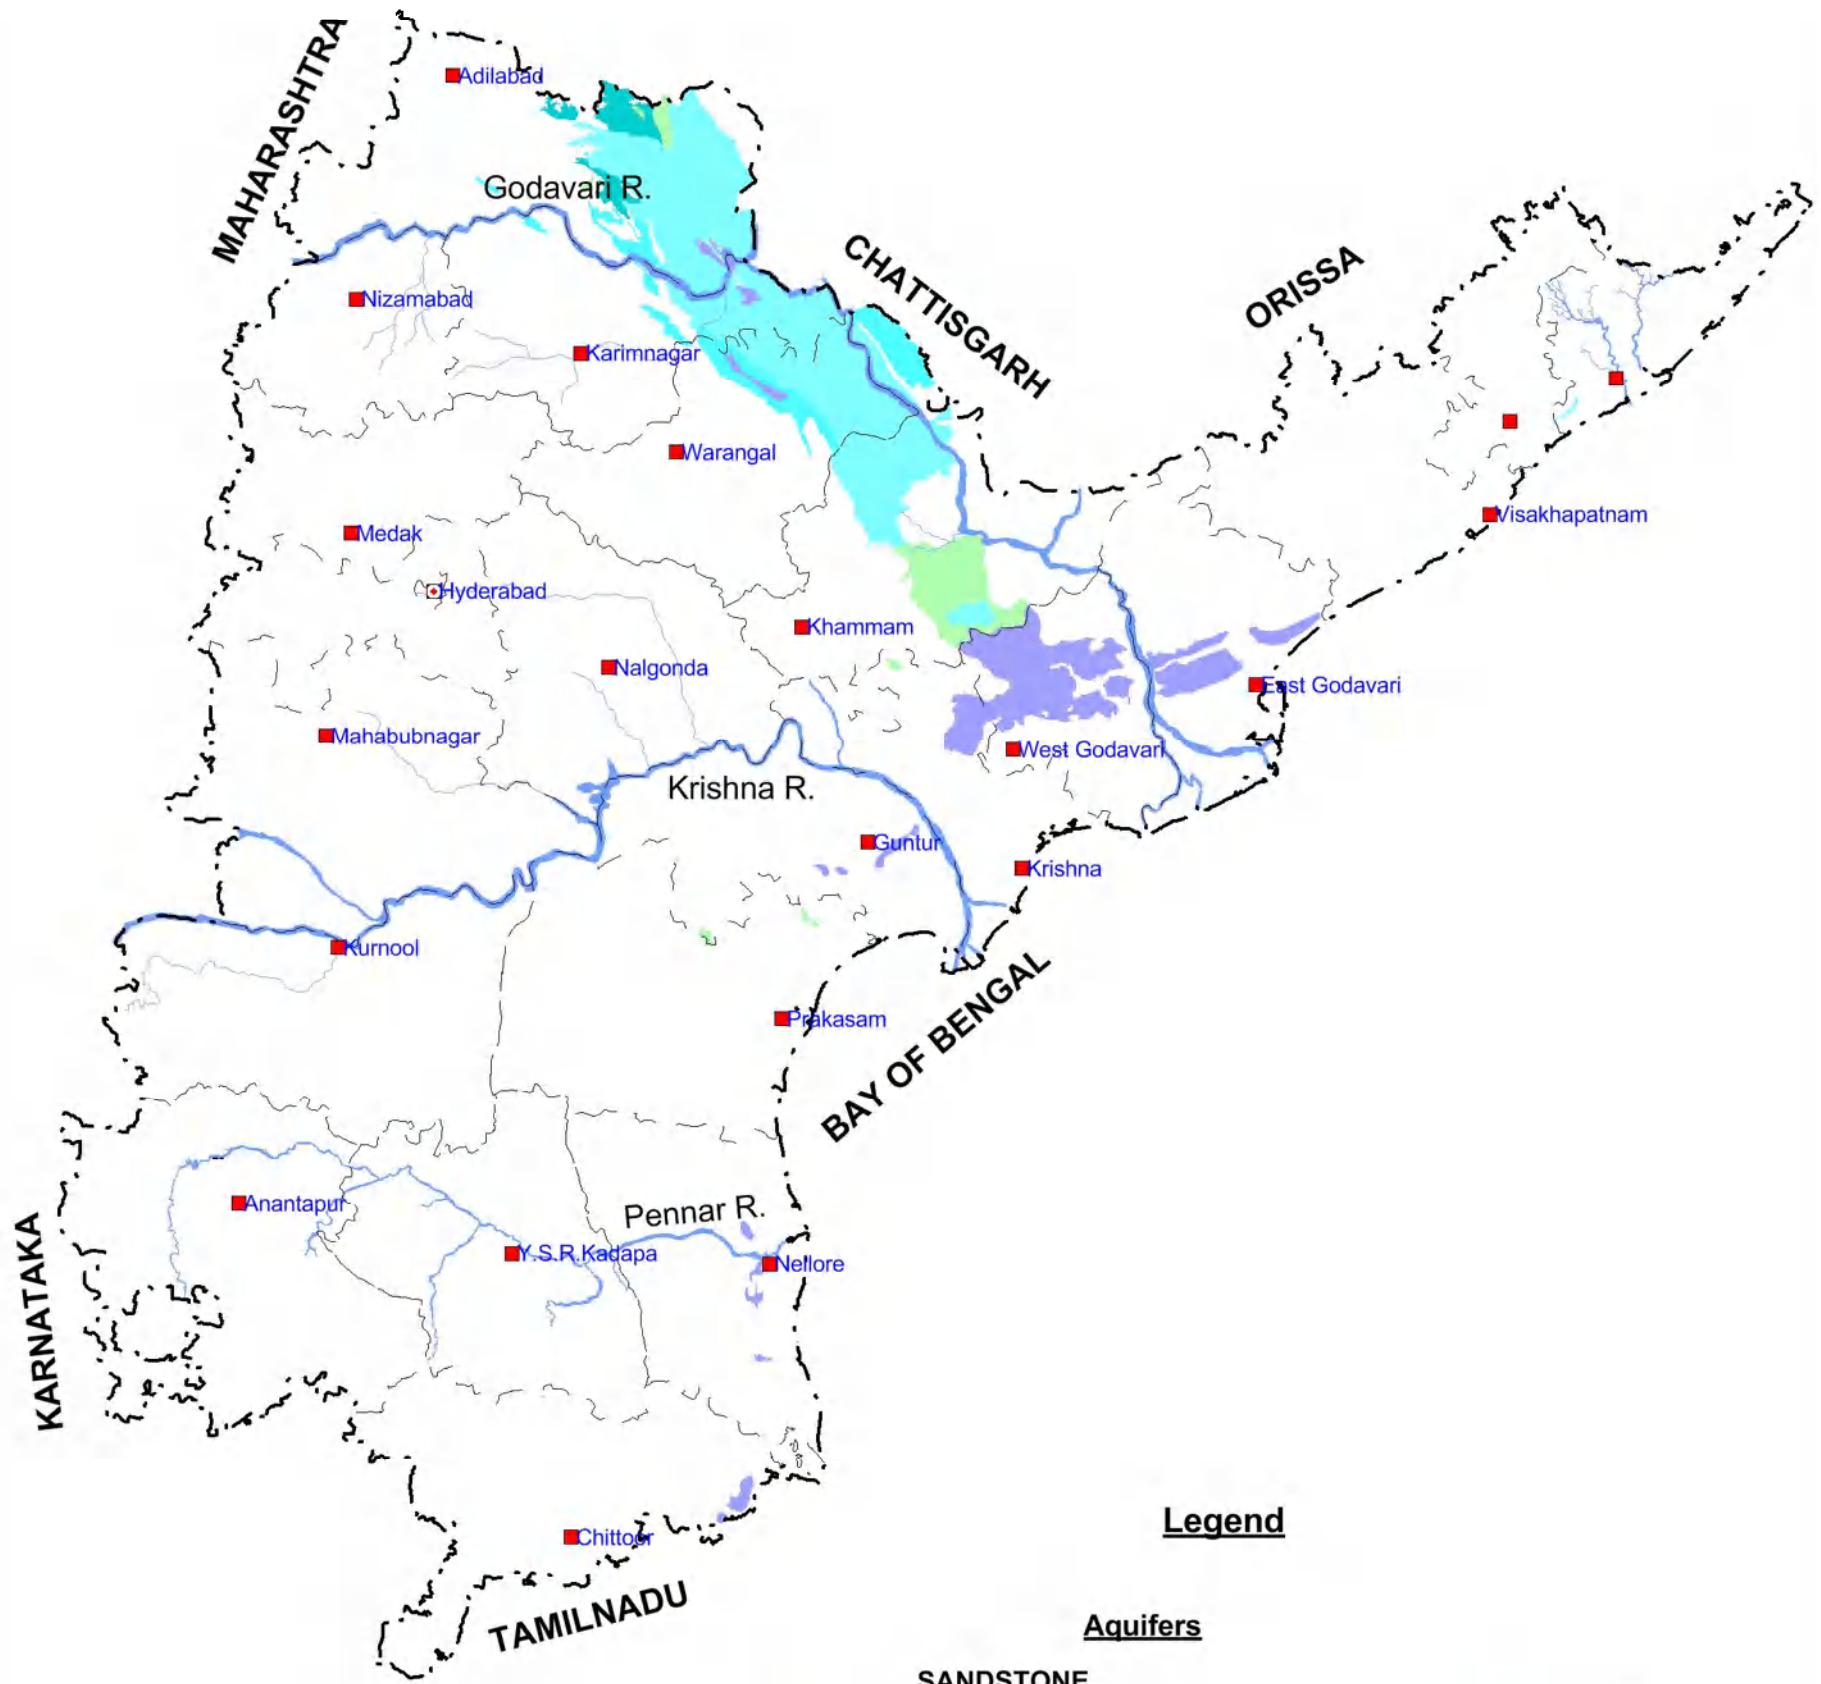 MAHARASHTRA
Adilabad
Godavari R.
CHATTISGARH
ORISSA
Nizamabad
Karimnagar
Warangal
Visakhapatnam
Medak
Hyderabad
Khammam
Nalgonda
East Godavari
Mahabubnagar
West Godavari
Krishna R.
Guntur
Krishna
Kurnool
Prakasam
BAY OF BENGAL
Anantapur
Pennar R.
Y.S.R.Kadapa
Nellore
KARNATAKA
Chittoor
TAMILNADU
Legend
Aquifers
SANDSTONE